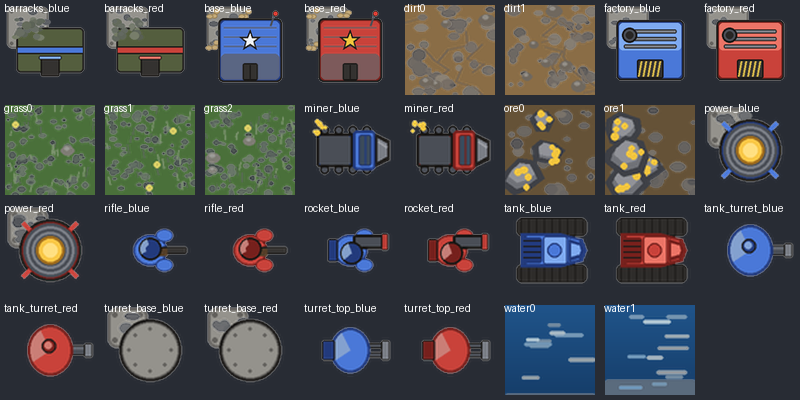 barracks_blue barracks_red base_blue base_red dirt0 dirt1 factory_blue factory_red
grass0 grass1 grass2 miner_blue miner_red ore0 ore1 power_blue
power_red rifle_blue rifle_red rocket_blue rocket_red tank_blue tank_red tank_turret_blue
tank_turret_red turret_base_blue turret_base_red turret_top_blue turret_top_red water0 water1